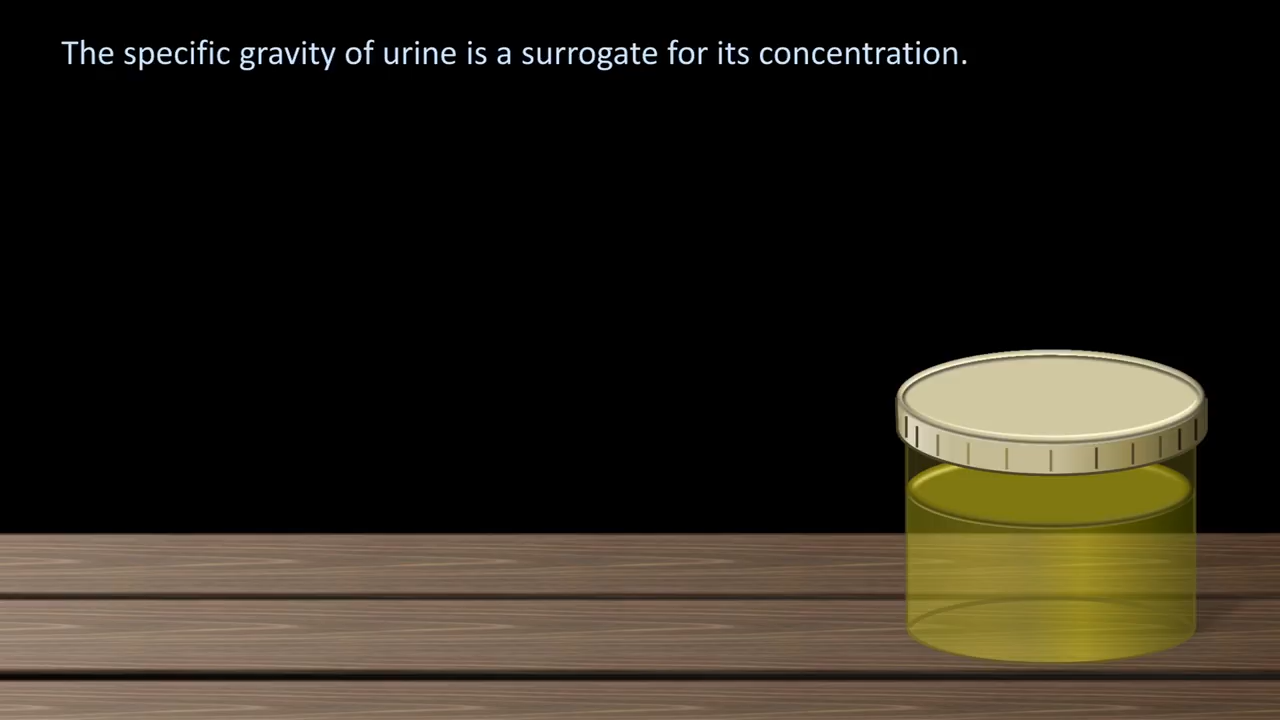 The specific gravity of urine is a surrogate for its concentration.